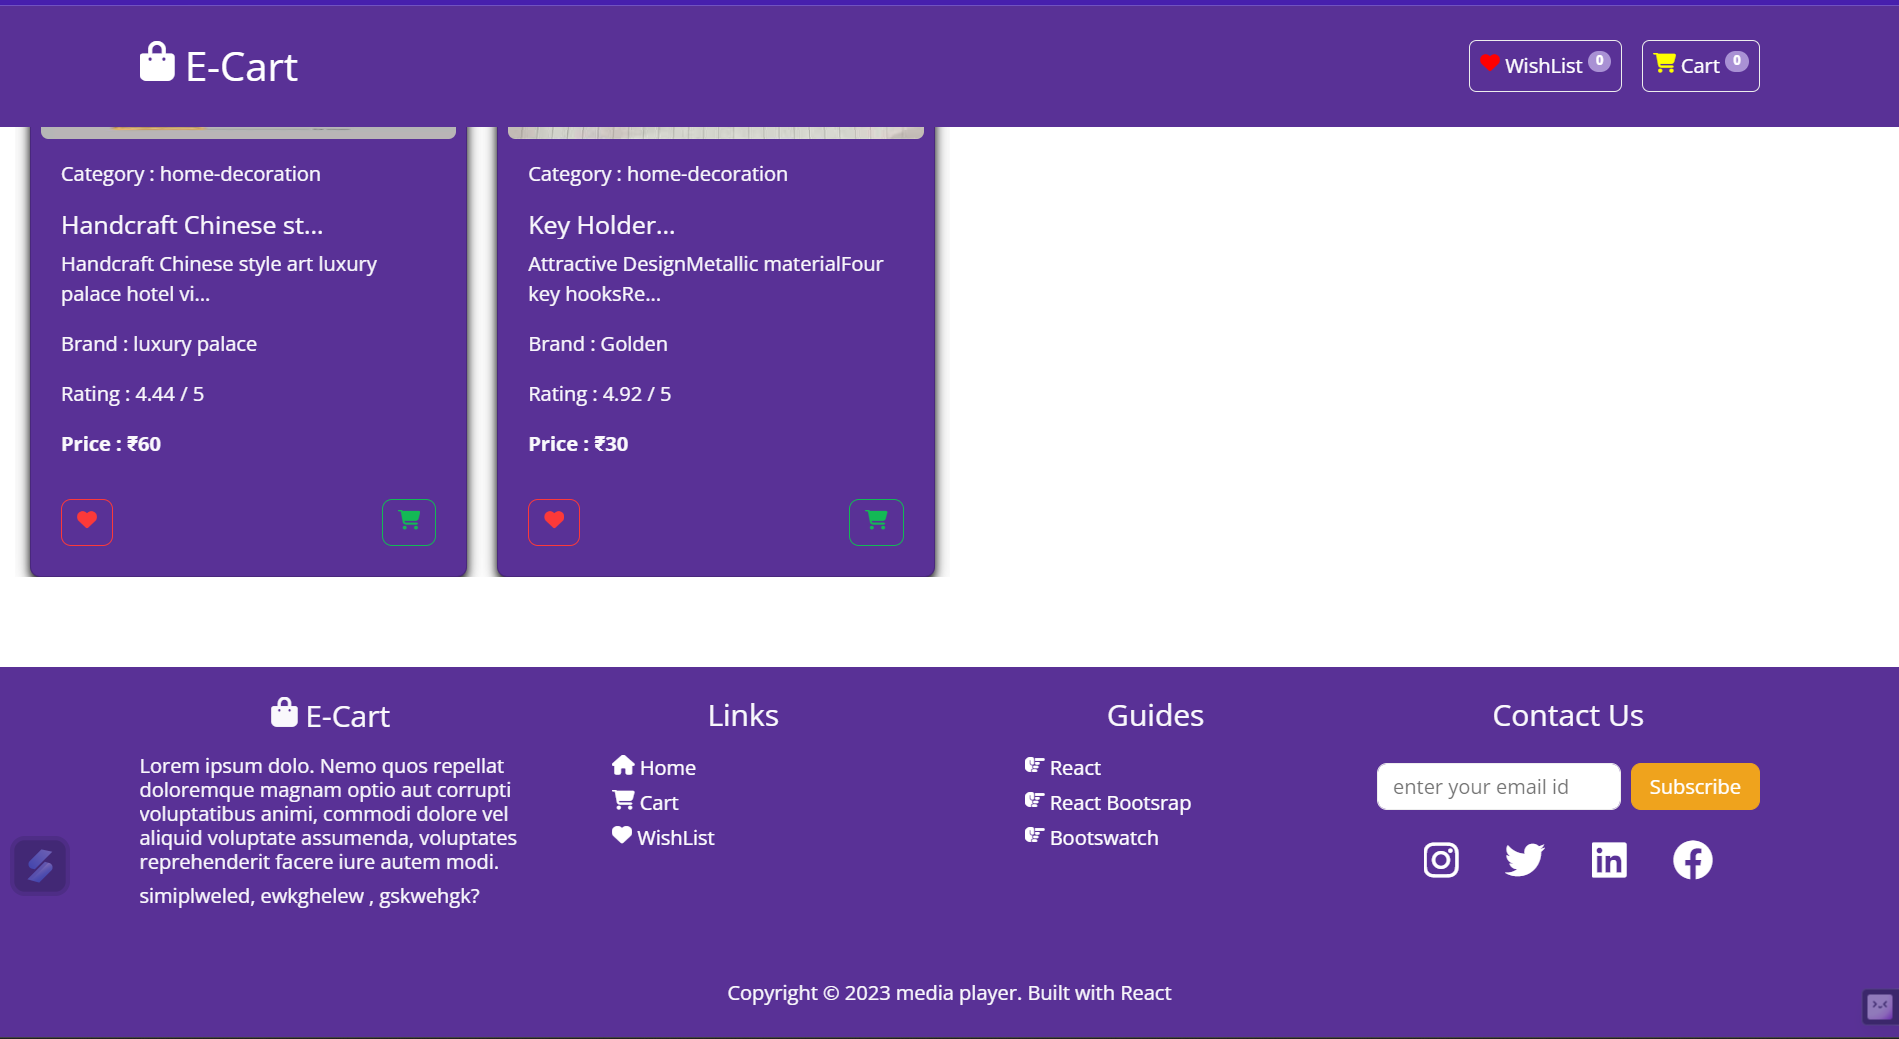 E-Cart
WishList 0
Cart 0
Category : home-decoration
Handcraft Chinese st...
Handcraft Chinese style art luxury
palace hotel vi...
Brand : luxury palace
Rating : 4.44 / 5
Price : ₹60
Category : home-decoration
Key Holder...
Attractive DesignMetallic materialFour
key hooksRe...
Brand : Golden
Rating : 4.92 / 5
Price : ₹30
E-Cart
Lorem ipsum dolo. Nemo quos repellat
doloremque magnam optio aut corrupti
voluptatibus animi, commodi dolore vel
aliquid voluptate assumenda, voluptates
reprehenderit facere iure autem modi.
simiplweled, ewkghelew , gskwehgk?
Links
Home
Cart
WishList
Guides
React
React Bootsrap
Bootswatch
Contact Us
enter your email id
Subscribe
Copyright © 2023 media player. Built with React